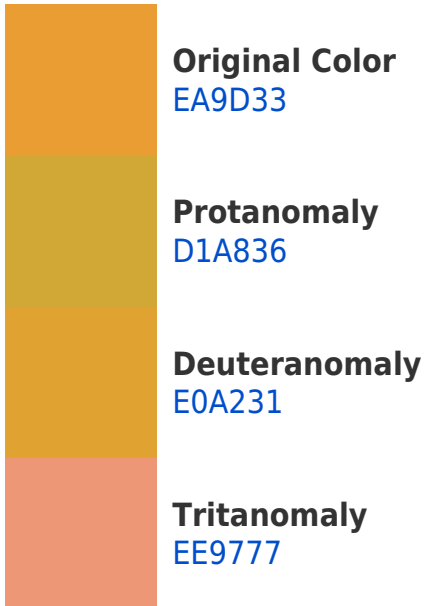 Original Color
EA9D33
Protanomaly
D1A836
Deuteranomaly
E0A231
Tritanomaly
EE9777